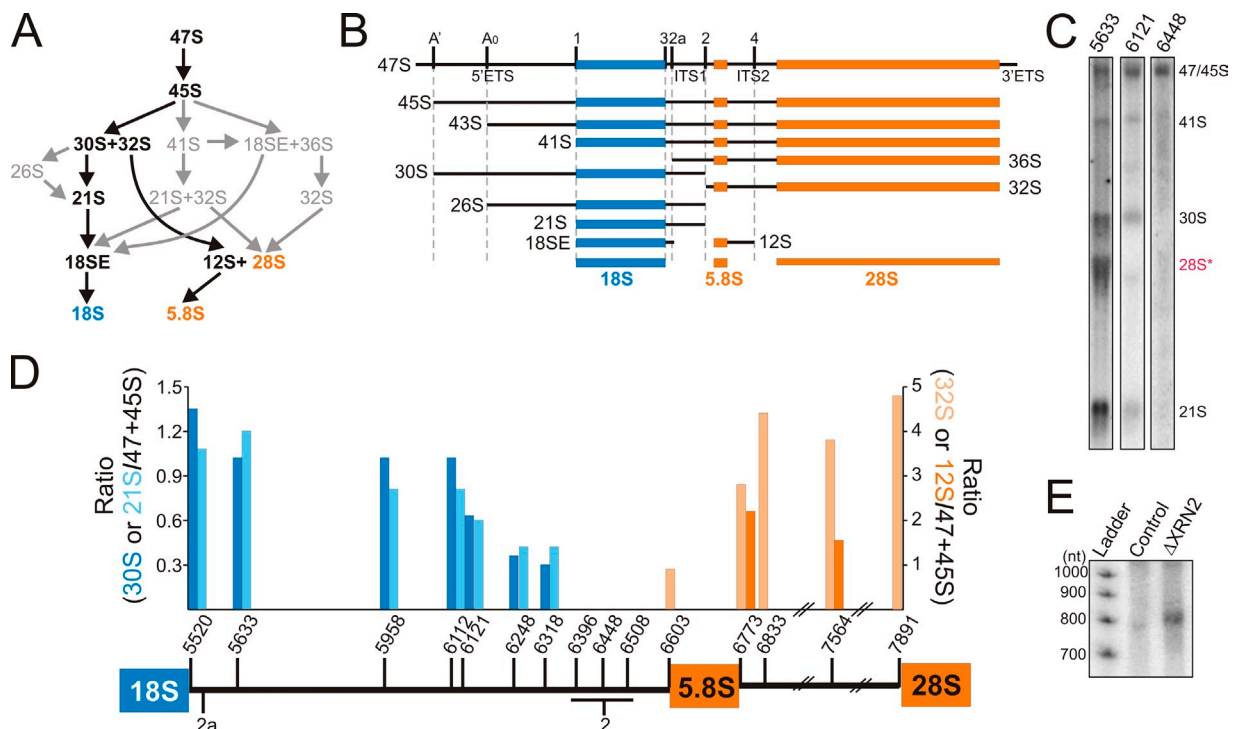 A
47S
45S
30S+32S
41S
18SE+36S
26S
21S
21S+32S
32S
18SE
12S+
28S
18S
5.8S
B
A' A0 1 32a 2 4
47S
5'ETS ITS1 ITS2 3'ETS
45S
43S
41S
36S
30S
32S
26S
21S
18SE 12S
18S 5.8S 28S
C
5633 6121 6448
47/45S
41S
30S
28S*
21S
D
Ratio
(30S or 21S/47+45S)
1.5
1.2
0.9
0.6
0.3
5
4
3
2
1
Ratio
(32S or 12S/47+45S)
5520 5633 5958 6112 6121 6248 6318 6396 6448 6508 6603 6773 6833 7564 7891
18S 5.8S 28S
2a 2
E
Ladder Control ΔXRN2
(nt)
1000
900
800
700